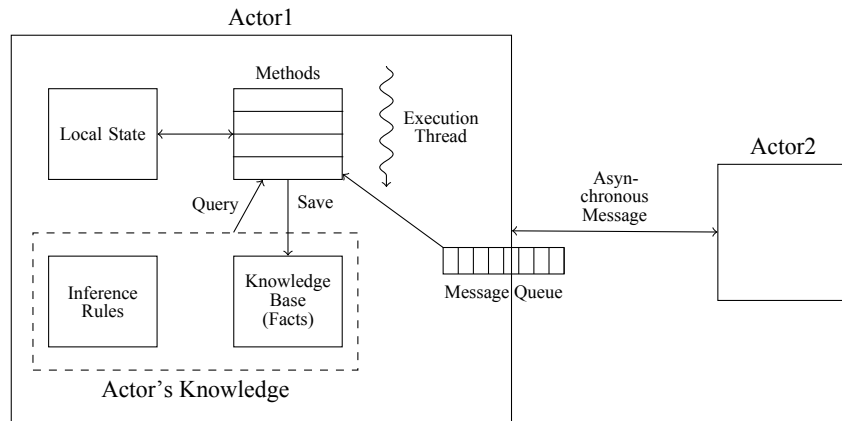 Actor1
Methods
Local State
Execution
Thread
Actor2
Asyn-
chronous
Message
Query
Save
Inference
Rules
Knowledge
Base
(Facts)
Message Queue
Actor’s Knowledge